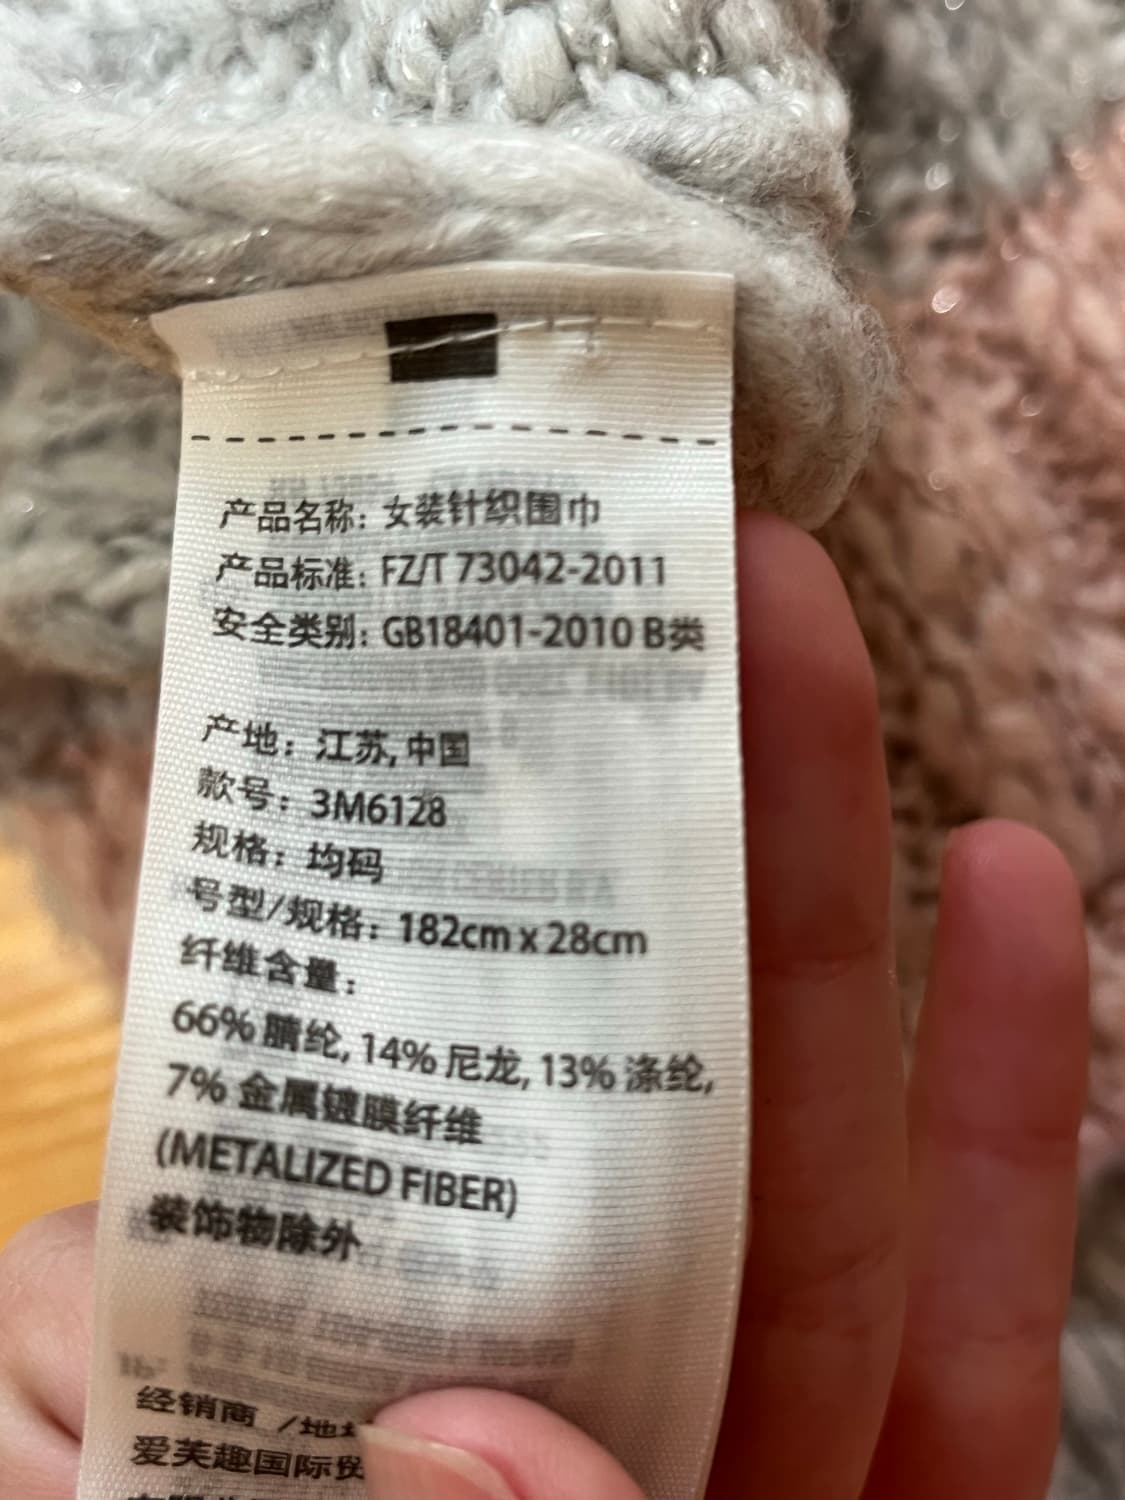 产品名称: 女装针织围巾
产品标准: FZ/T 73042-2011
安全类别: GB18401-2010 B类
产地: 江苏, 中国
款号: 3M6128
规格: 均码
号型/规格: 182cm x 28cm
纤维含量:
66% 腈纶, 14% 尼龙, 13% 涤纶,
7% 金属镀膜纤维
(METALIZED FIBER)
装饰物除外
经销商 /地
爱芙趣国际